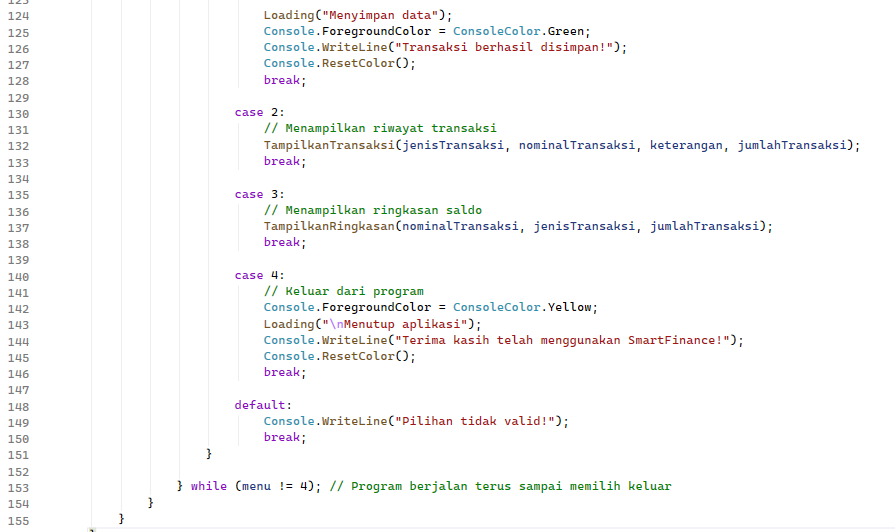 123
124 Loading("Menyimpan data");
125 Console.ForegroundColor = ConsoleColor.Green;
126 Console.WriteLine("Transaksi berhasil disimpan!");
127 Console.ResetColor();
128 break;
129
130 case 2:
131 // Menampilkan riwayat transaksi
132 TampilkanTransaksi(jenisTransaksi, nominalTransaksi, keterangan, jumlahTransaksi);
133 break;
134
135 case 3:
136 // Menampilkan ringkasan saldo
137 TampilkanRingkasan(nominalTransaksi, jenisTransaksi, jumlahTransaksi);
138 break;
139
140 case 4:
141 // Keluar dari program
142 Console.ForegroundColor = ConsoleColor.Yellow;
143 Loading("\nMenutup aplikasi");
144 Console.WriteLine("Terima kasih telah menggunakan SmartFinance!");
145 Console.ResetColor();
146 break;
147
148 default:
149 Console.WriteLine("Pilihan tidak valid!");
150 break;
151 }
152
153 } while (menu != 4); // Program berjalan terus sampai memilih keluar
154 }
155 }